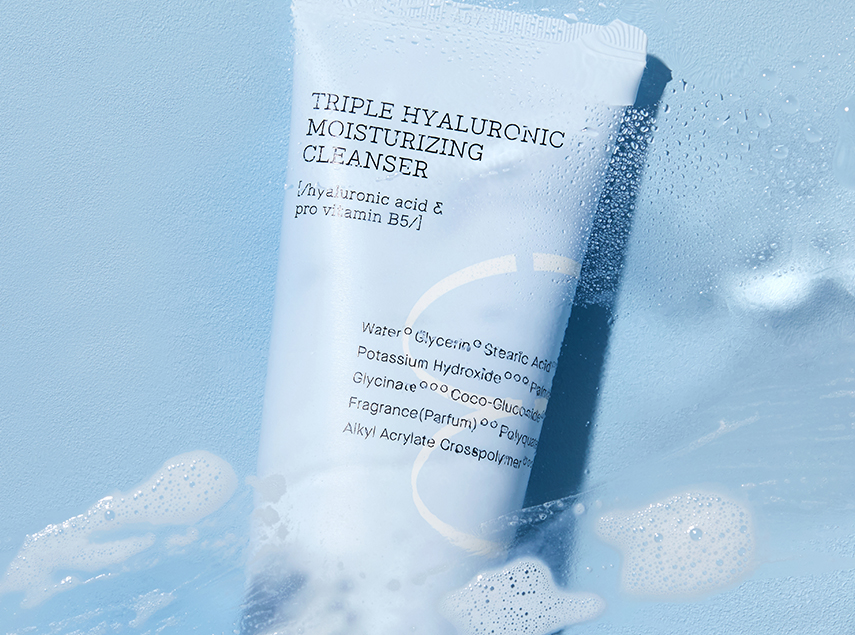 TRIPLE HYALURONIC
MOISTURIZING
CLEANSER
[/hyaluronic acid &
pro vitamin B5/]
Water Glycerin Stearic Acid
Potassium Hydroxide
Glycinate Coco-Glucoside
Fragrance(Parfum)
Alkyl Acrylate Crosspolymer